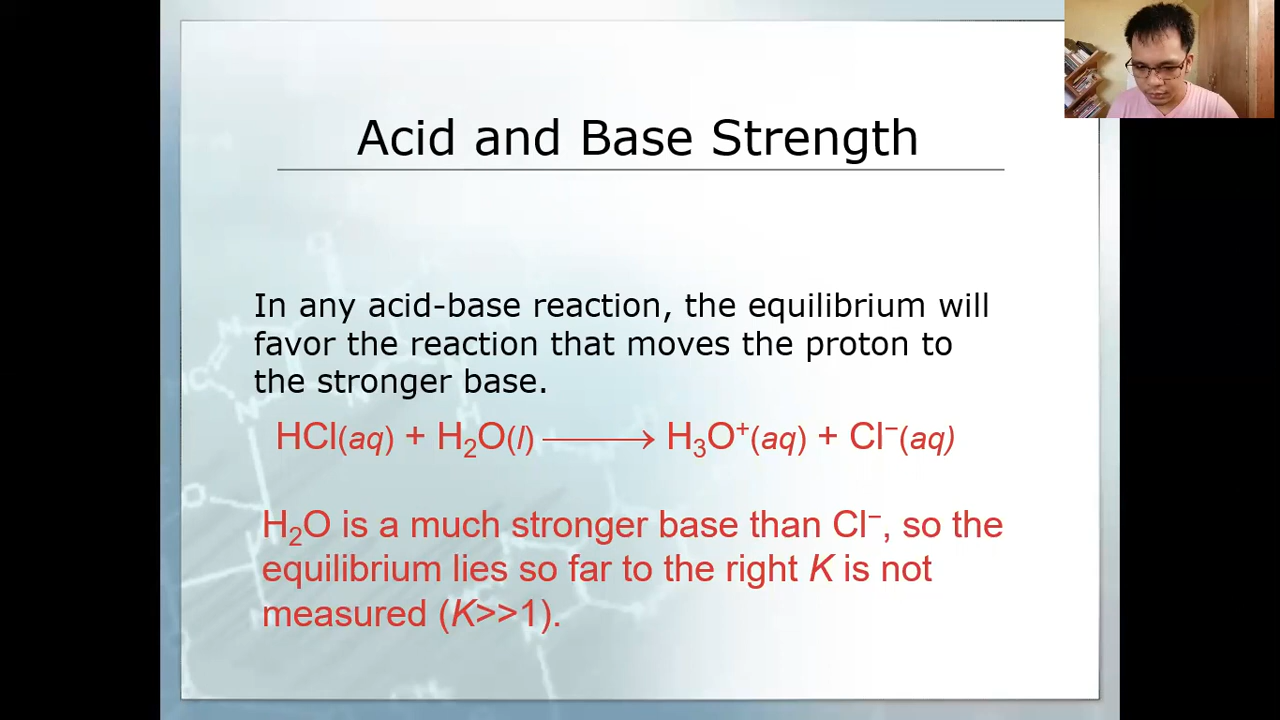 Acid and Base Strength
In any acid-base reaction, the equilibrium will
favor the reaction that moves the proton to
the stronger base.
HCl(aq) + H₂O(l) ⟶ H₃O⁺(aq) + Cl⁻(aq)
H₂O is a much stronger base than Cl⁻, so the
equilibrium lies so far to the right K is not
measured (K>>1).